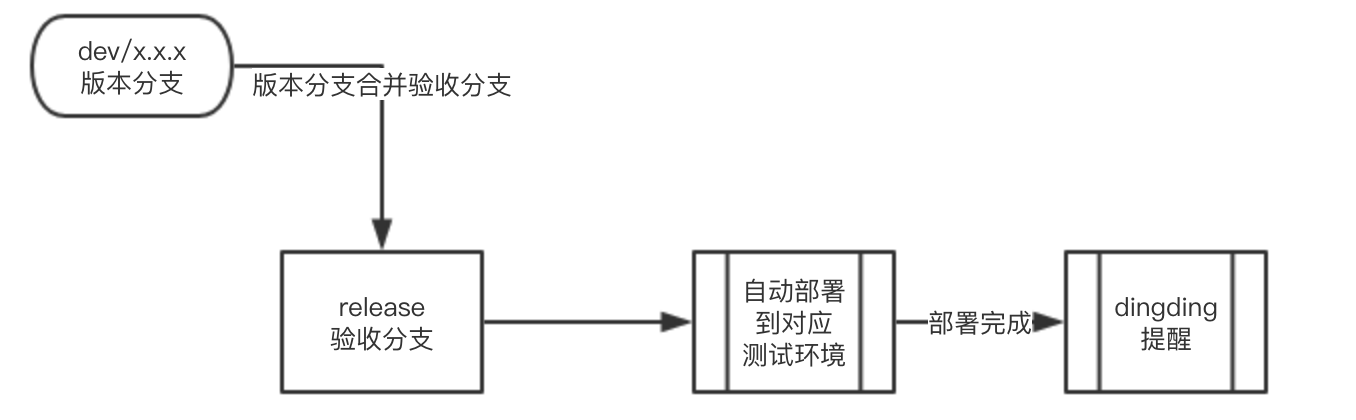 dev/x.x.x
版本分支
版本分支合并验收分支
release
验收分支
自动部署
到对应
测试环境
部署完成
dingding
提醒